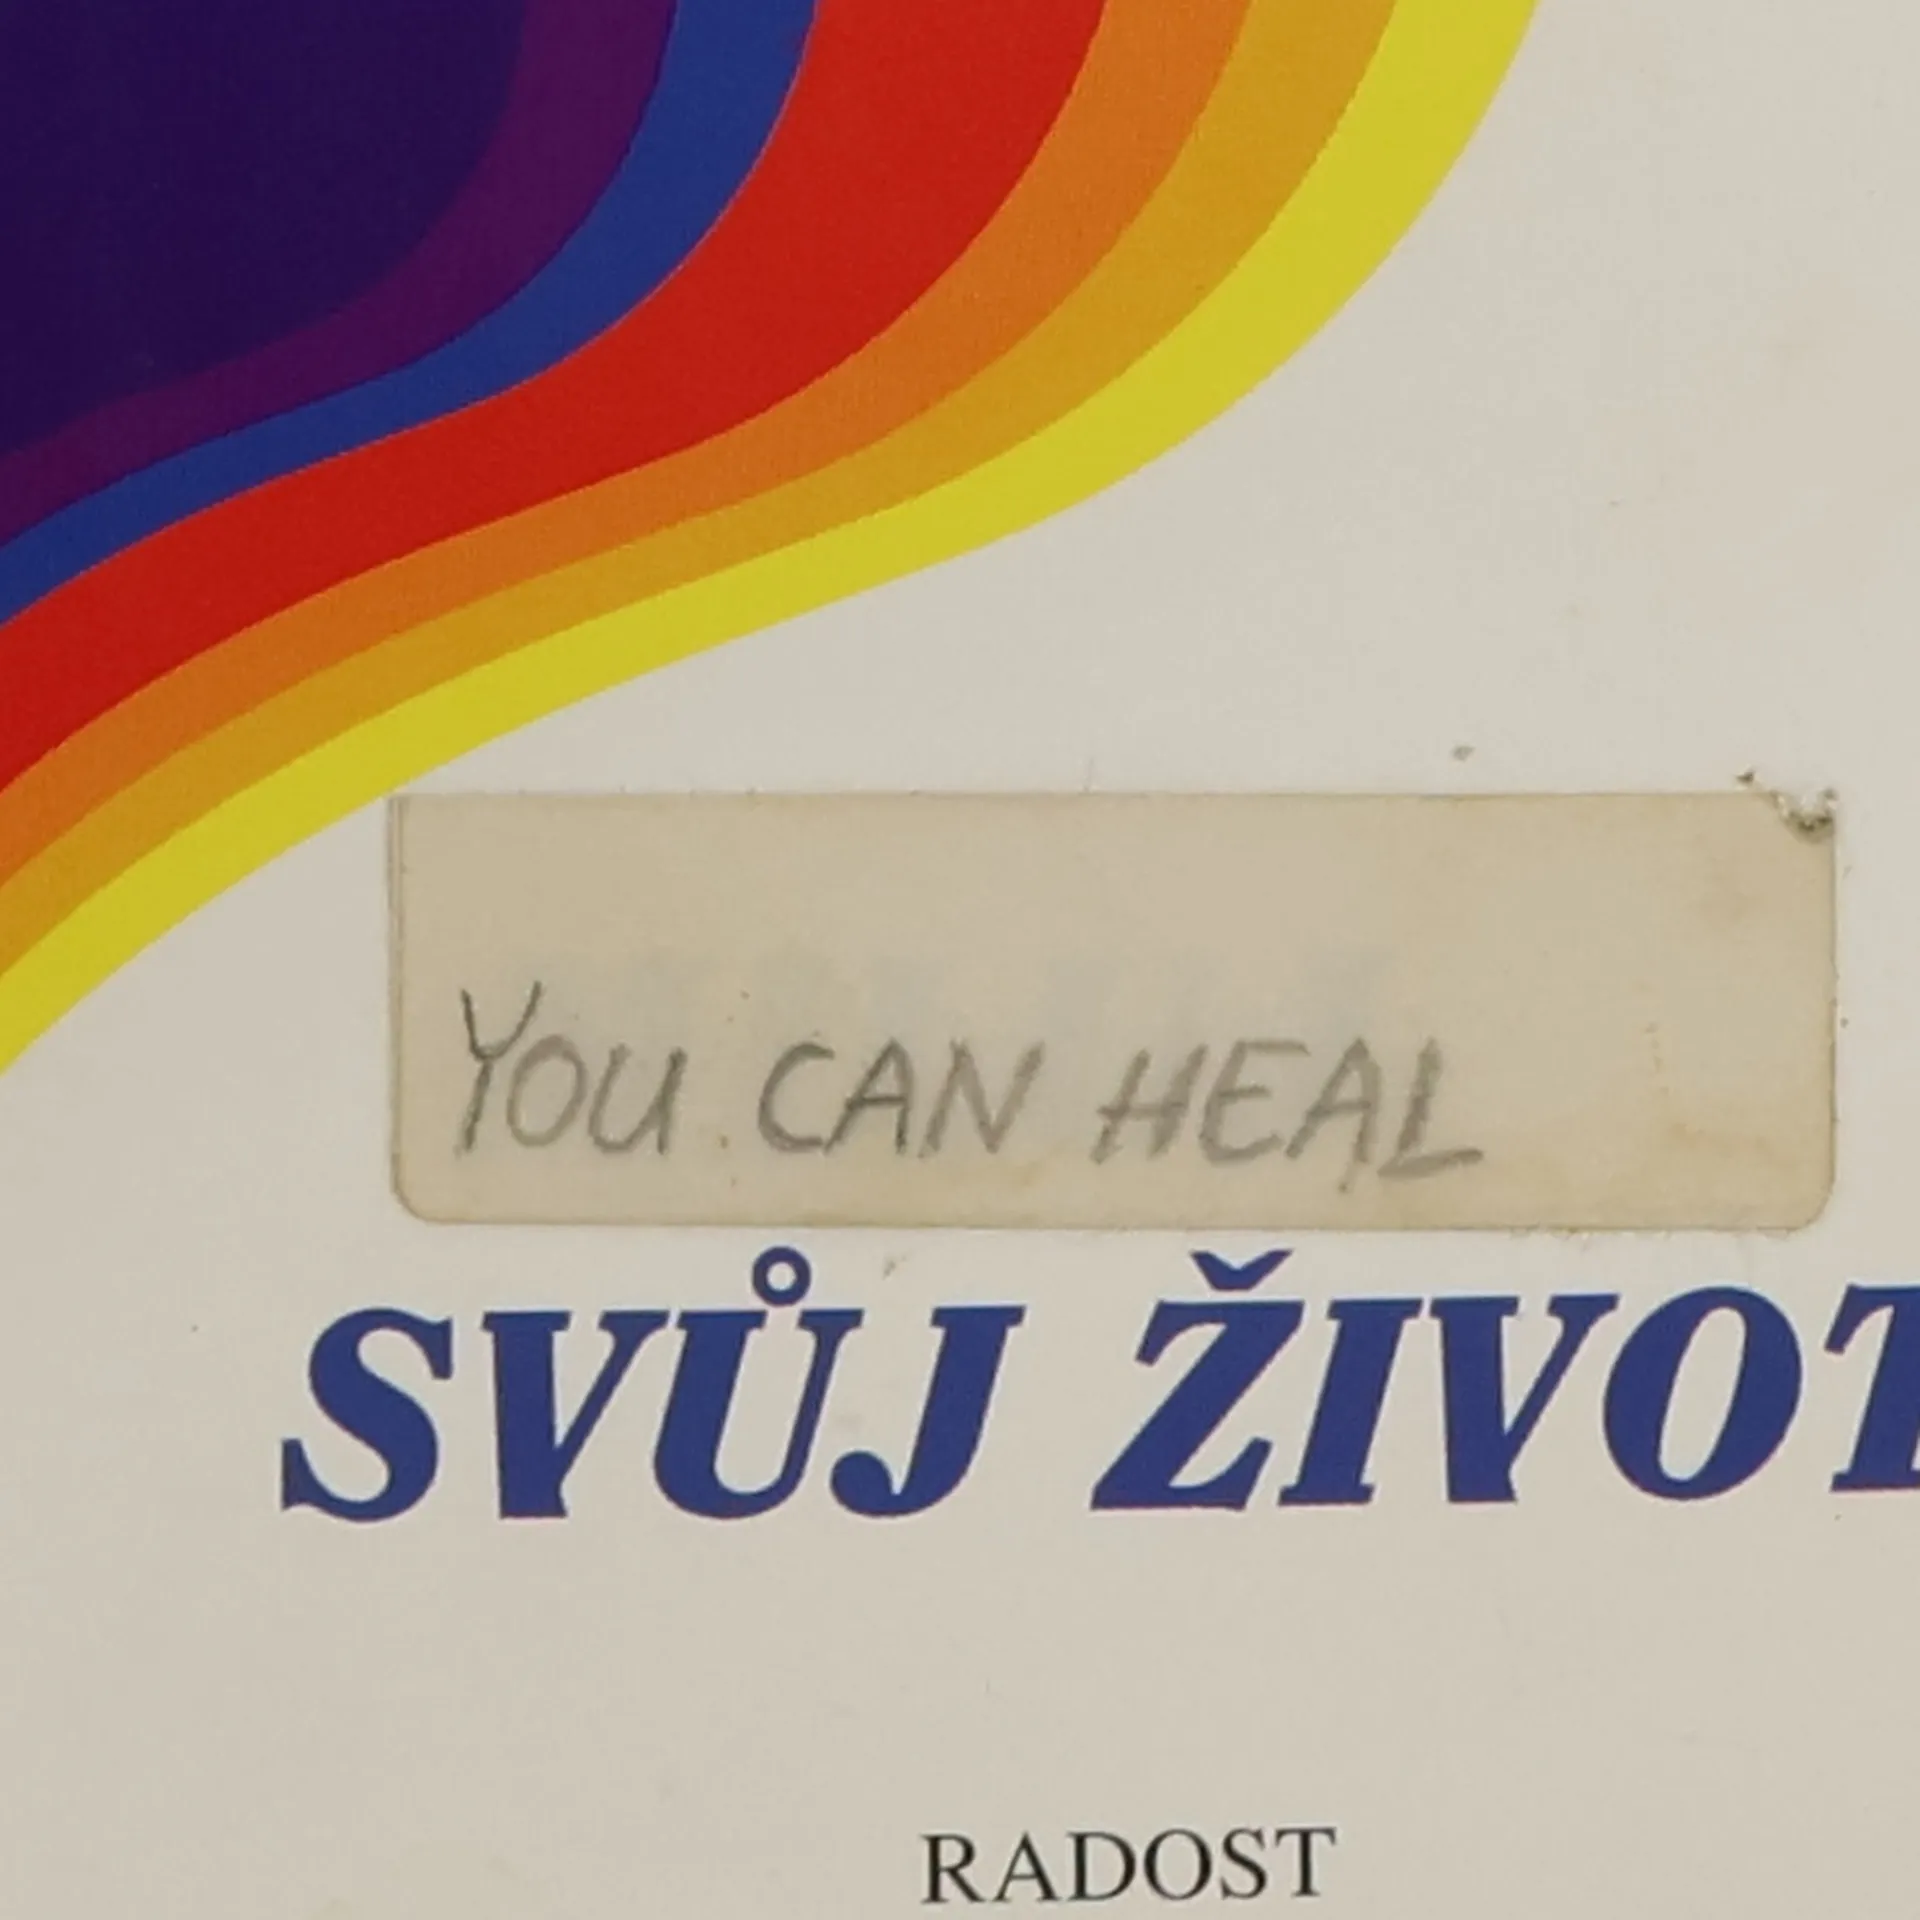 YOU CAN HEAL
SVŮJ ŽIVOT
RADOST